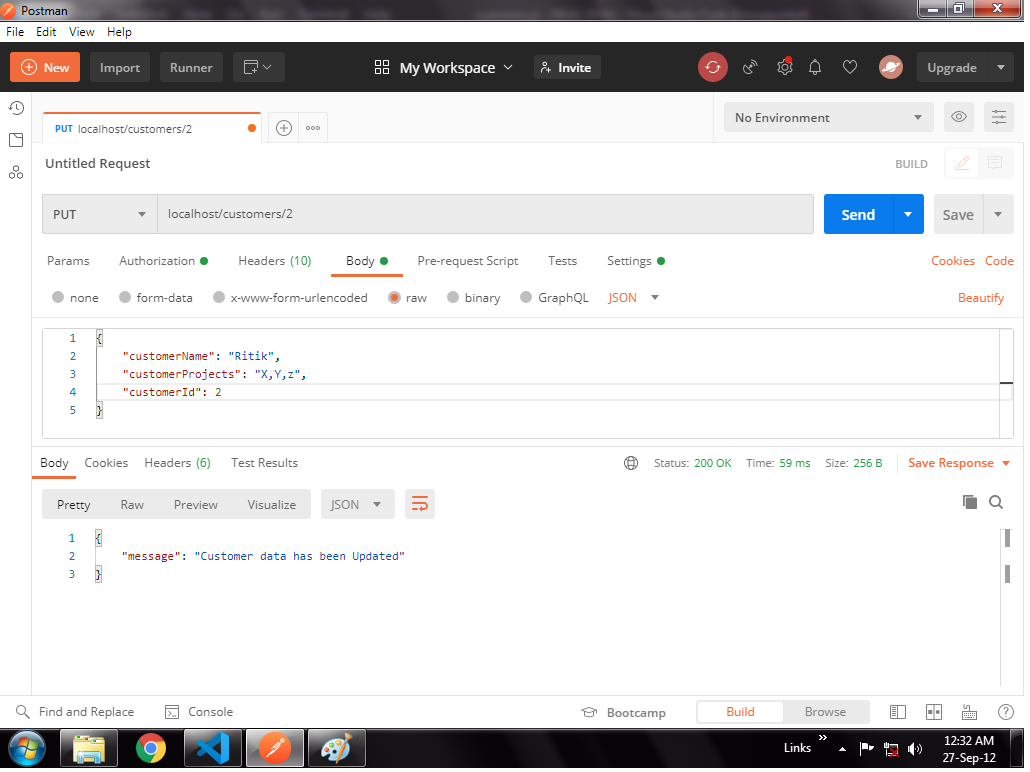 Postman
File Edit View Help
New Import Runner My Workspace Invite Upgrade
PUT localhost/customers/2 No Environment
Untitled Request BUILD
PUT localhost/customers/2 Send Save
Params Authorization Headers (10) Body Pre-request Script Tests Settings Cookies Code
none form-data x-www-form-urlencoded raw binary GraphQL JSON Beautify
1 {
2 "customerName": "Ritik",
3 "customerProjects": "X,Y,z",
4 "customerId": 2
5 }
Body Cookies Headers (6) Test Results Status: 200 OK Time: 59 ms Size: 256 B Save Response
Pretty Raw Preview Visualize JSON
1 {
2 "message": "Customer data has been Updated"
3 }
Find and Replace Console Bootcamp Build Browse
Links 12:32 AM
27-Sep-12